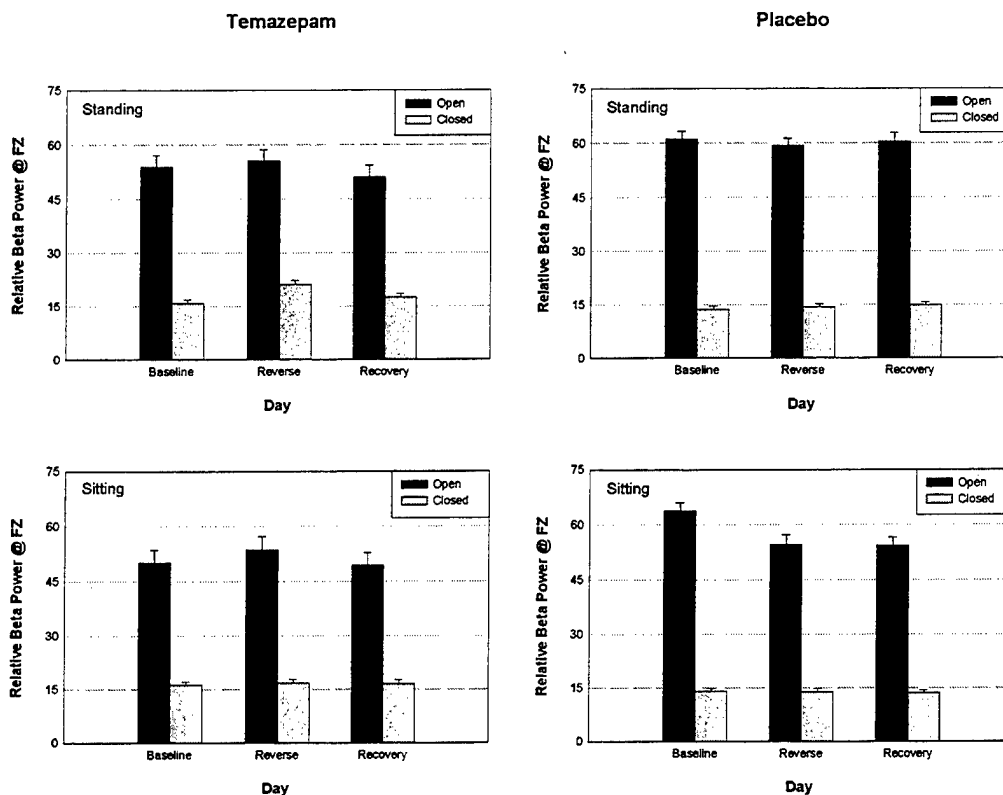 Temazepam
Placebo
Standing
Open
Closed
Relative Beta Power @ FZ
75
60
45
30
15
0
Baseline
Reverse
Recovery
Day
Standing
Open
Closed
Relative Beta Power @ FZ
75
60
45
30
15
0
Baseline
Reverse
Recovery
Day
Sitting
Open
Closed
Relative Beta Power @ FZ
75
60
45
30
15
0
Baseline
Reverse
Recovery
Day
Sitting
Open
Closed
Relative Beta Power @ FZ
75
60
45
30
15
0
Baseline
Reverse
Recovery
Day